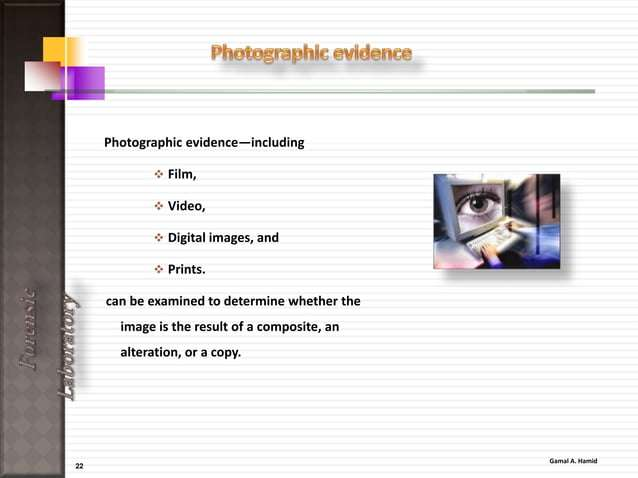 Photographic evidence
Photographic evidence—including
❖ Film,
❖ Video,
❖ Digital images, and
❖ Prints.
can be examined to determine whether the
image is the result of a composite, an
alteration, or a copy.
Forensic
Laboratory
22
Gamal A. Hamid